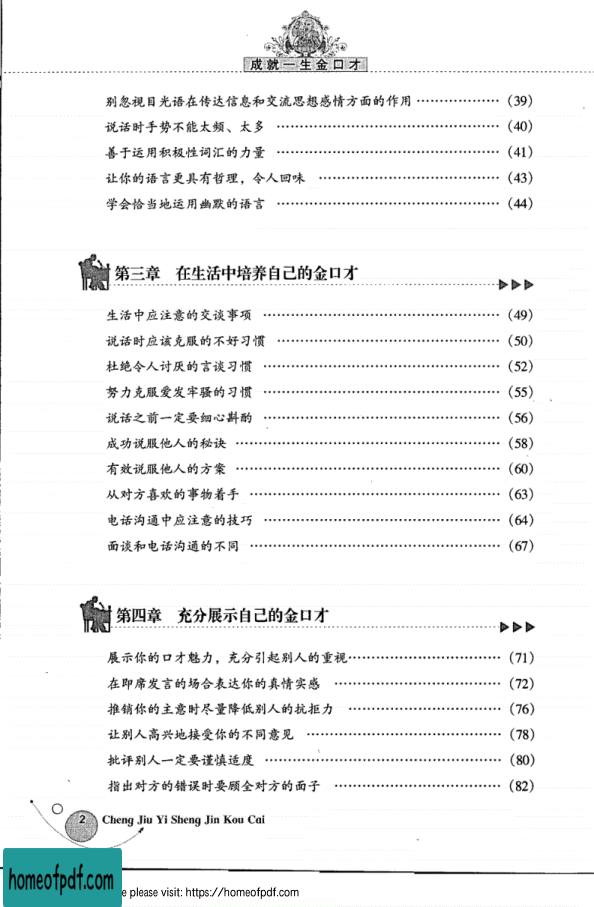 成就一生金口才
别忽视目光语在传达信息和交流思想感情方面的作用 ……………… (39)
说话时手势不能太频、太多 ……………………………………… (40)
善于运用积极性词汇的力量 ……………………………………… (41)
让你的语言更具有哲理，令人回味 ……………………………… (43)
学会恰当地运用幽默的语言 ……………………………………… (44)
第三章 在生活中培养自己的金口才
生活中应注意的交谈事项 ………………………………………… (49)
说话时应该克服的不好习惯 ……………………………………… (50)
杜绝令人讨厌的言谈习惯 ………………………………………… (52)
努力克服爱发牢骚的习惯 ………………………………………… (55)
说话之前一定要细心斟酌 ………………………………………… (56)
成功说服他人的秘诀 ……………………………………………… (58)
有效说服他人的方案 ……………………………………………… (60)
从对方喜欢的事物着手 …………………………………………… (63)
电话沟通中应注意的技巧 ………………………………………… (64)
面谈和电话沟通的不同 …………………………………………… (67)
第四章 充分展示自己的金口才
展示你的口才魅力，充分引起别人的重视…………………………… (71)
在即席发言的场合表达你的真情实感 …………………………… (72)
推销你的主意时尽量降低别人的抗拒力 ………………………… (76)
让别人高兴地接受你的不同意见 ………………………………… (78)
批评别人一定要谨慎适度 ………………………………………… (80)
指出对方的错误时要顾全对方的面子 …………………………… (82)
2 Cheng Jiu Yi Sheng Jin Kou Cai
homeofpdf.com
please visit: https://homeofpdf.com